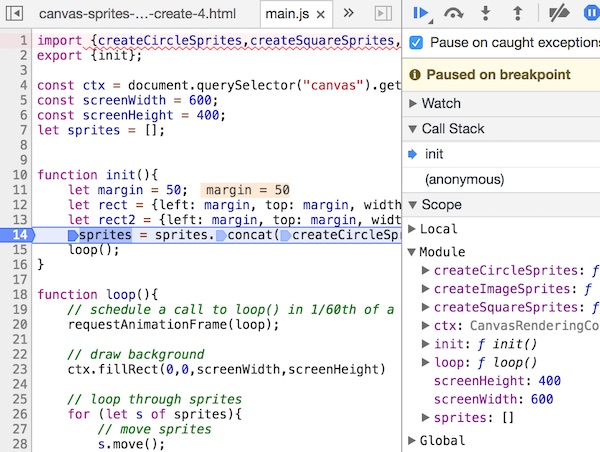 canvas-sprites-...-create-4.html
main.js ×
1 import {createCircleSprites,createSquareSprites,
2 export {init};
3
4 const ctx = document.querySelector("canvas").get
5 const screenWidth = 600;
6 const screenHeight = 400;
7 let sprites = [];
8
9
10 function init(){
11 let margin = 50; margin = 50
12 let rect = {left: margin, top: margin, width
13 let rect2 = {left: margin, top: margin, widt
14 sprites = sprites.concat(createCircleSp
15 loop();
16 }
17
18 function loop(){
19 // schedule a call to loop() in 1/60th of a
20 requestAnimationFrame(loop);
21
22 // draw background
23 ctx.fillRect(0,0,screenWidth,screenHeight)
24
25 // loop through sprites
26 for (let s of sprites){
27 // move sprites
28 s.move();
Pause on caught exceptions
Paused on breakpoint
Watch
Call Stack
init
(anonymous)
Scope
Local
Module
createCircleSprites: ƒ
createImageSprites: ƒ
createSquareSprites: ƒ
ctx: CanvasRenderingCo
init: ƒ init()
loop: ƒ loop()
screenHeight: 400
screenWidth: 600
sprites: []
Global